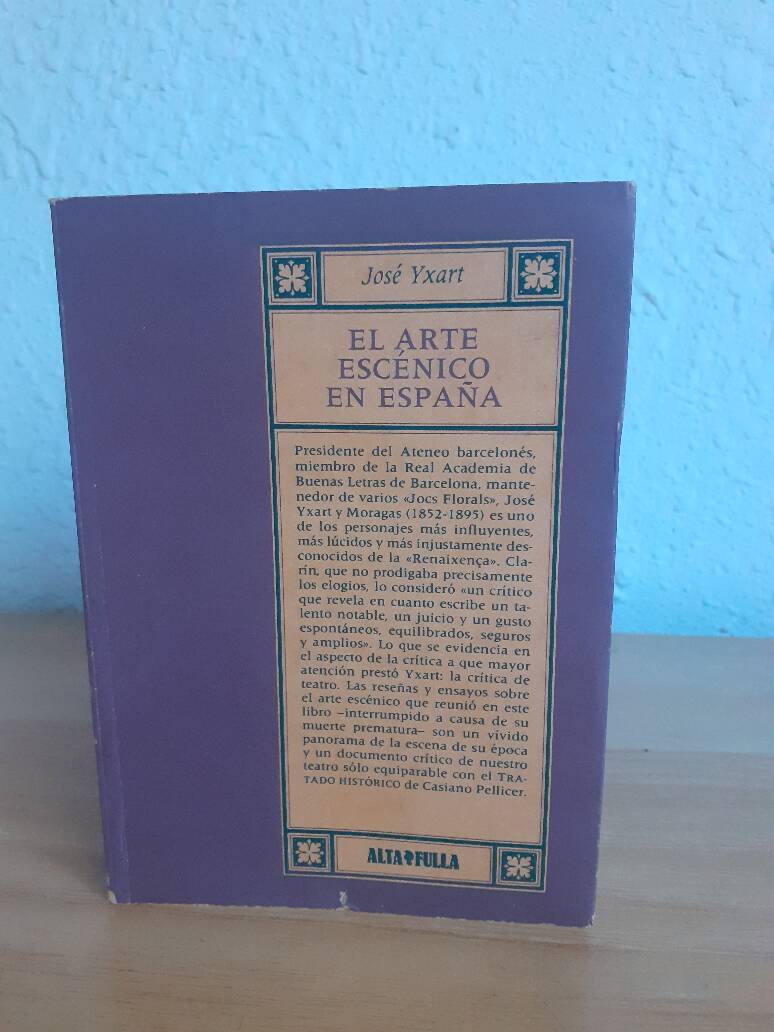 José Yxart
EL ARTE
ESCÉNICO
EN ESPAÑA
Presidente del Ateneo barcelonés,
miembro de la Real Academia de
Buenas Letras de Barcelona, mante-
nedor de varios «Jocs Florals», José
Yxart y Moragas (1852-1895) es uno
de los personajes más influyentes,
más lúcidos y más injustamente des-
conocidos de la «Renaixença». Cla-
rín, que no prodigaba precisamente
los elogios, lo consideró «un crítico
que revela en cuanto escribe un ta-
lento notable, un juicio y un gusto
espontáneos, equilibrados, seguros
y amplios». Lo que se evidencia en
el aspecto de la crítica a que mayor
atención prestó Yxart: la crítica de
teatro. Las reseñas y ensayos sobre
el arte escénico que reunió en este
libro –interrumpido a causa de su
muerte prematura– son un vívido
panorama de la escena de su época
y un documento crítico de nuestro
teatro sólo equiparable con el TRA-
TADO HISTÓRICO de Casiano Pellicer.
ALTA FULLA